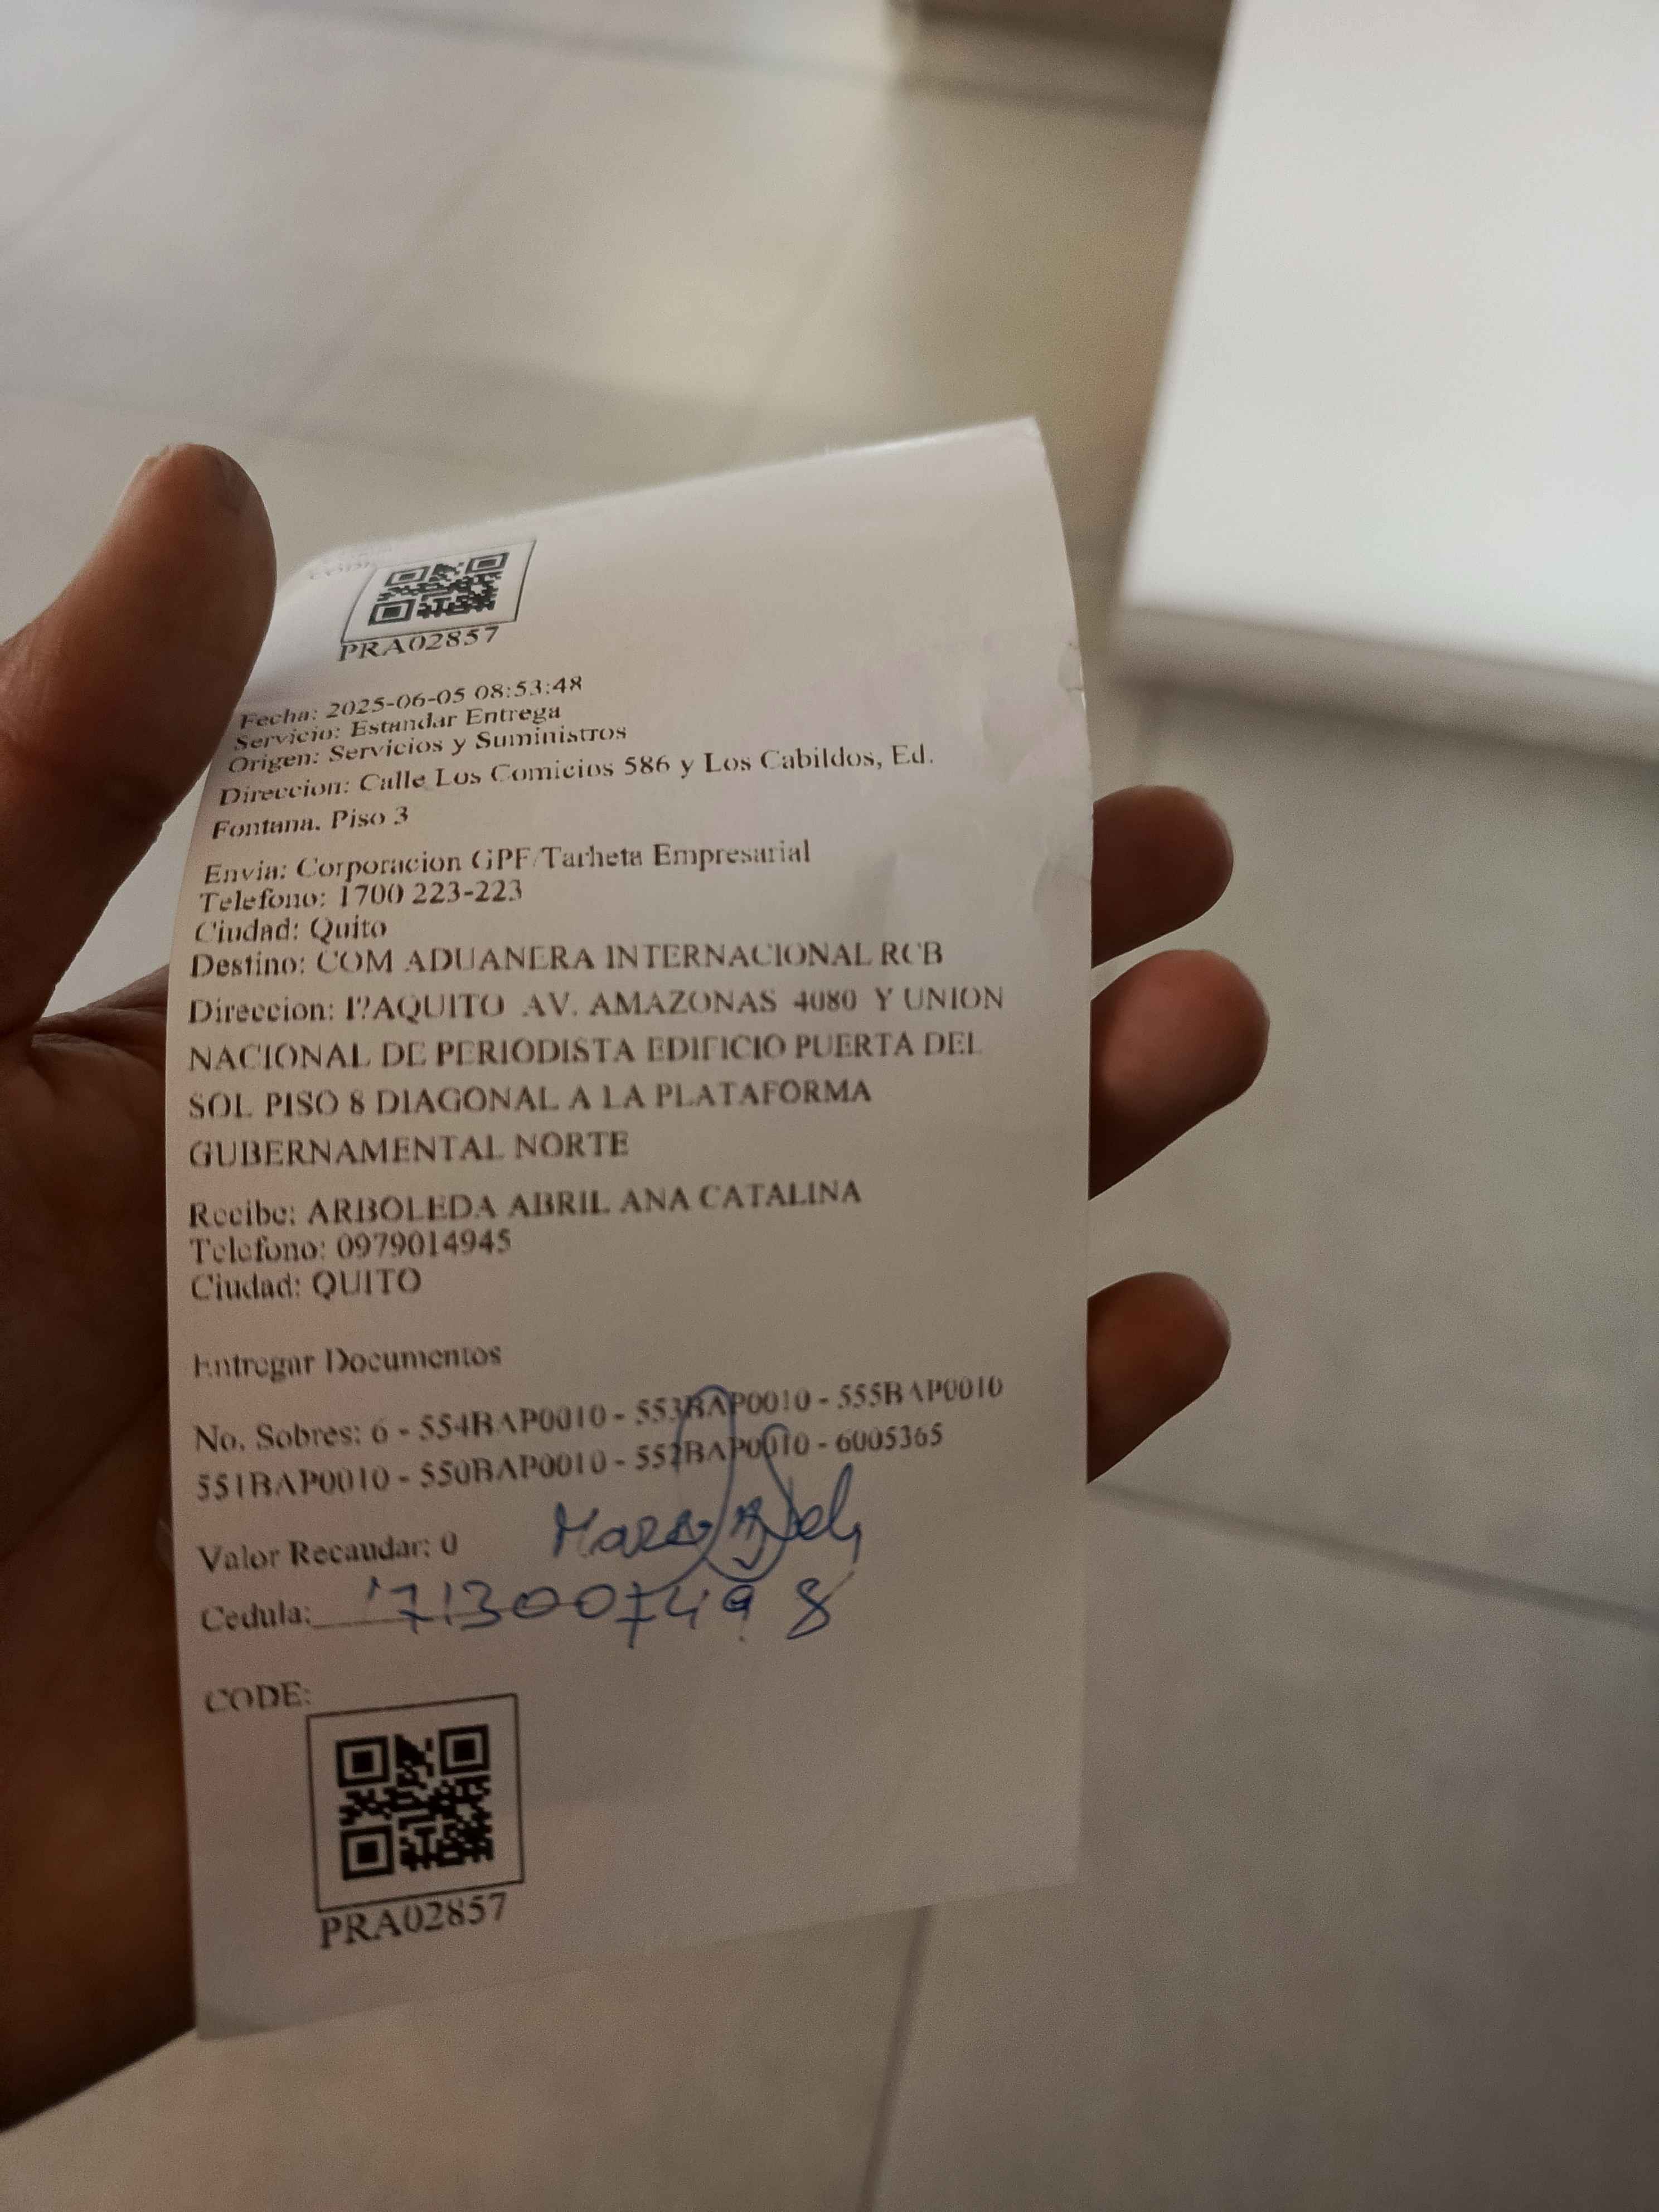 PRA02857
Fecha: 2025-06-05 08:53:48
Servicio: Estandar Entrega
Origen: Servicios y Suministros
Direccion: Calle Los Comicios 586 y Los Cabildos, Ed.
Fontana. Piso 3
Envia: Corporacion GPF/Tarheta Empresarial
Telefono: 1700 223-223
Ciudad: Quito
Destino: COM ADUANERA INTERNACIONAL RCB
Direccion: I?AQUITO AV. AMAZONAS 4080 Y UNION
NACIONAL DE PERIODISTA EDIFICIO PUERTA DEL
SOL PISO 8 DIAGONAL A LA PLATAFORMA
GUBERNAMENTAL NORTE
Recibe: ARBOLEDA ABRIL ANA CATALINA
Telefono: 0979014945
Ciudad: QUITO
Entregar Documentos
No. Sobres: 6 - 554BAP0010 - 553BAP0010 - 555BAP0010
551BAP0010 - 550BAP0010 - 552BAP0010 - 6005365
Valor Recaudar: 0
Cedula: 1713007498
CODE:
PRA02857